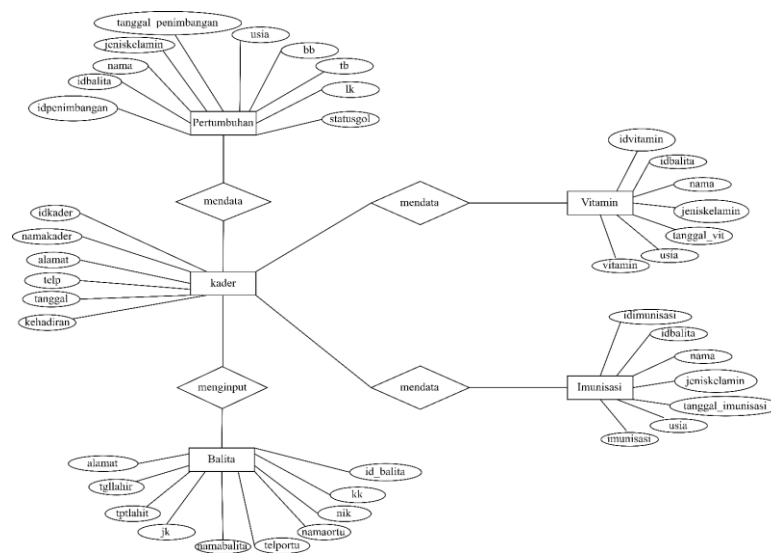 tanggal_penimbangan
usia
jeniskelamin
bb
nama
tb
idbalita
lk
idpenimbangan
statusgol
Pertumbuhan
mendata
idkader
namakader
alamat
telp
tanggal
kehadiran
kader
mendata
idvitamin
idbalita
nama
jeniskelamin
tanggal_vit
usia
vitamin
Vitamin
mendata
idimunisasi
idbalita
nama
jeniskelamin
tanggal_imunisasi
usia
imunisasi
Imunisasi
menginput
Balita
alamat
tgllahir
tptlahit
jk
namabalita
telportu
namaortu
nik
kk
id_balita